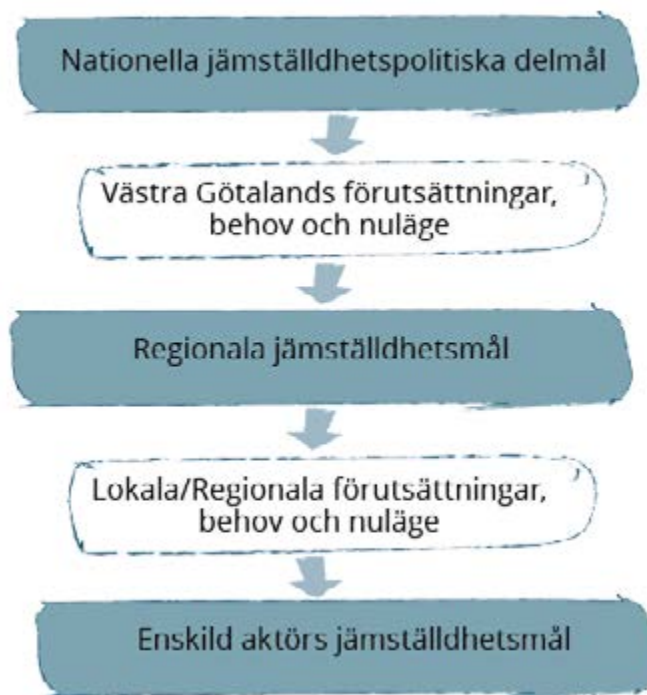 Nationella jämställdhetspolitiska delmål
Västra Götalands förutsättningar,
behov och nuläge
Regionala jämställdhetsmål
Lokala/Regionala förutsättningar,
behov och nuläge
Enskild aktörs jämställdhetsmål